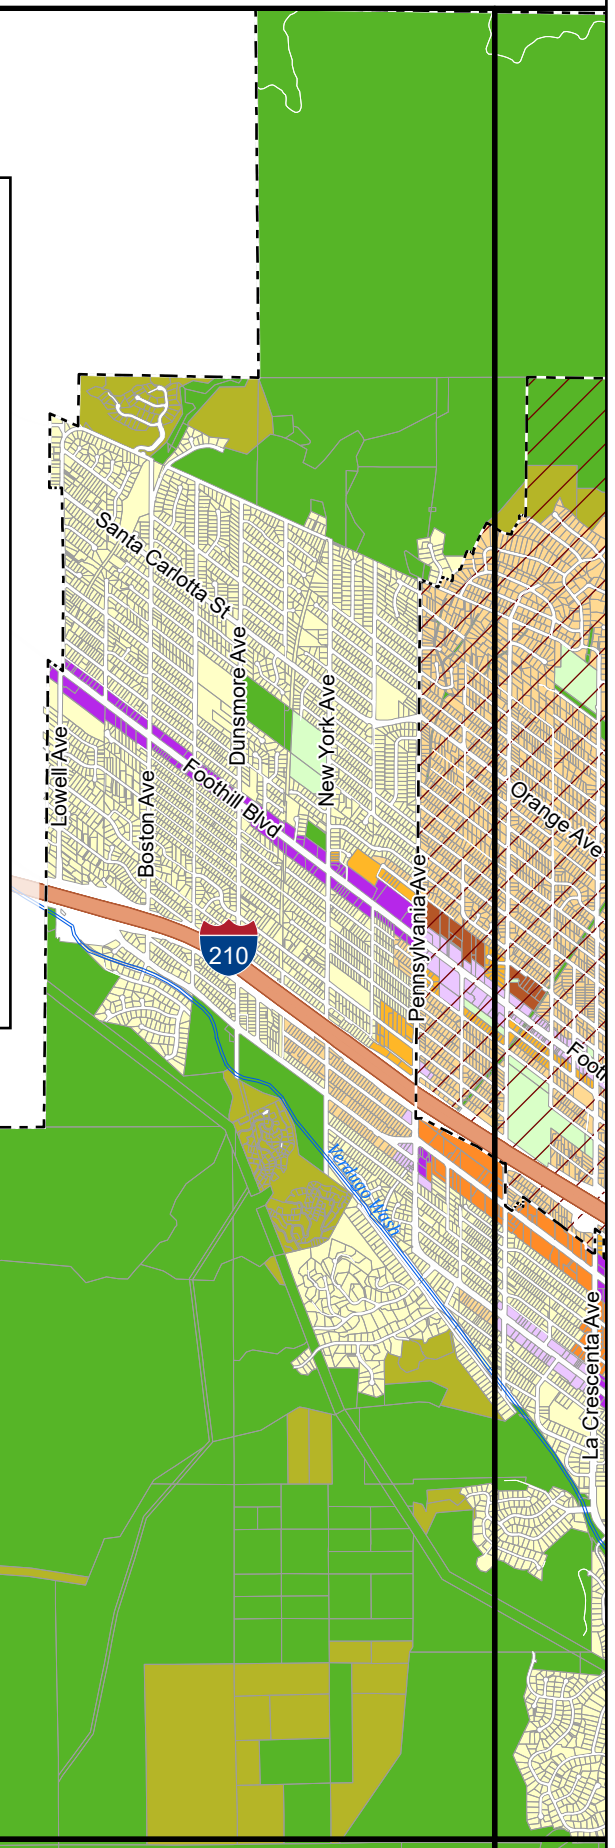 Santa Carlotta St
Dunsmore Ave
New York Ave
Lowell Ave
Boston Ave
Foothill Blvd
Orange Ave
Pennsylvania Ave
210
Footh
Verdugo Wash
La Crescenta Ave